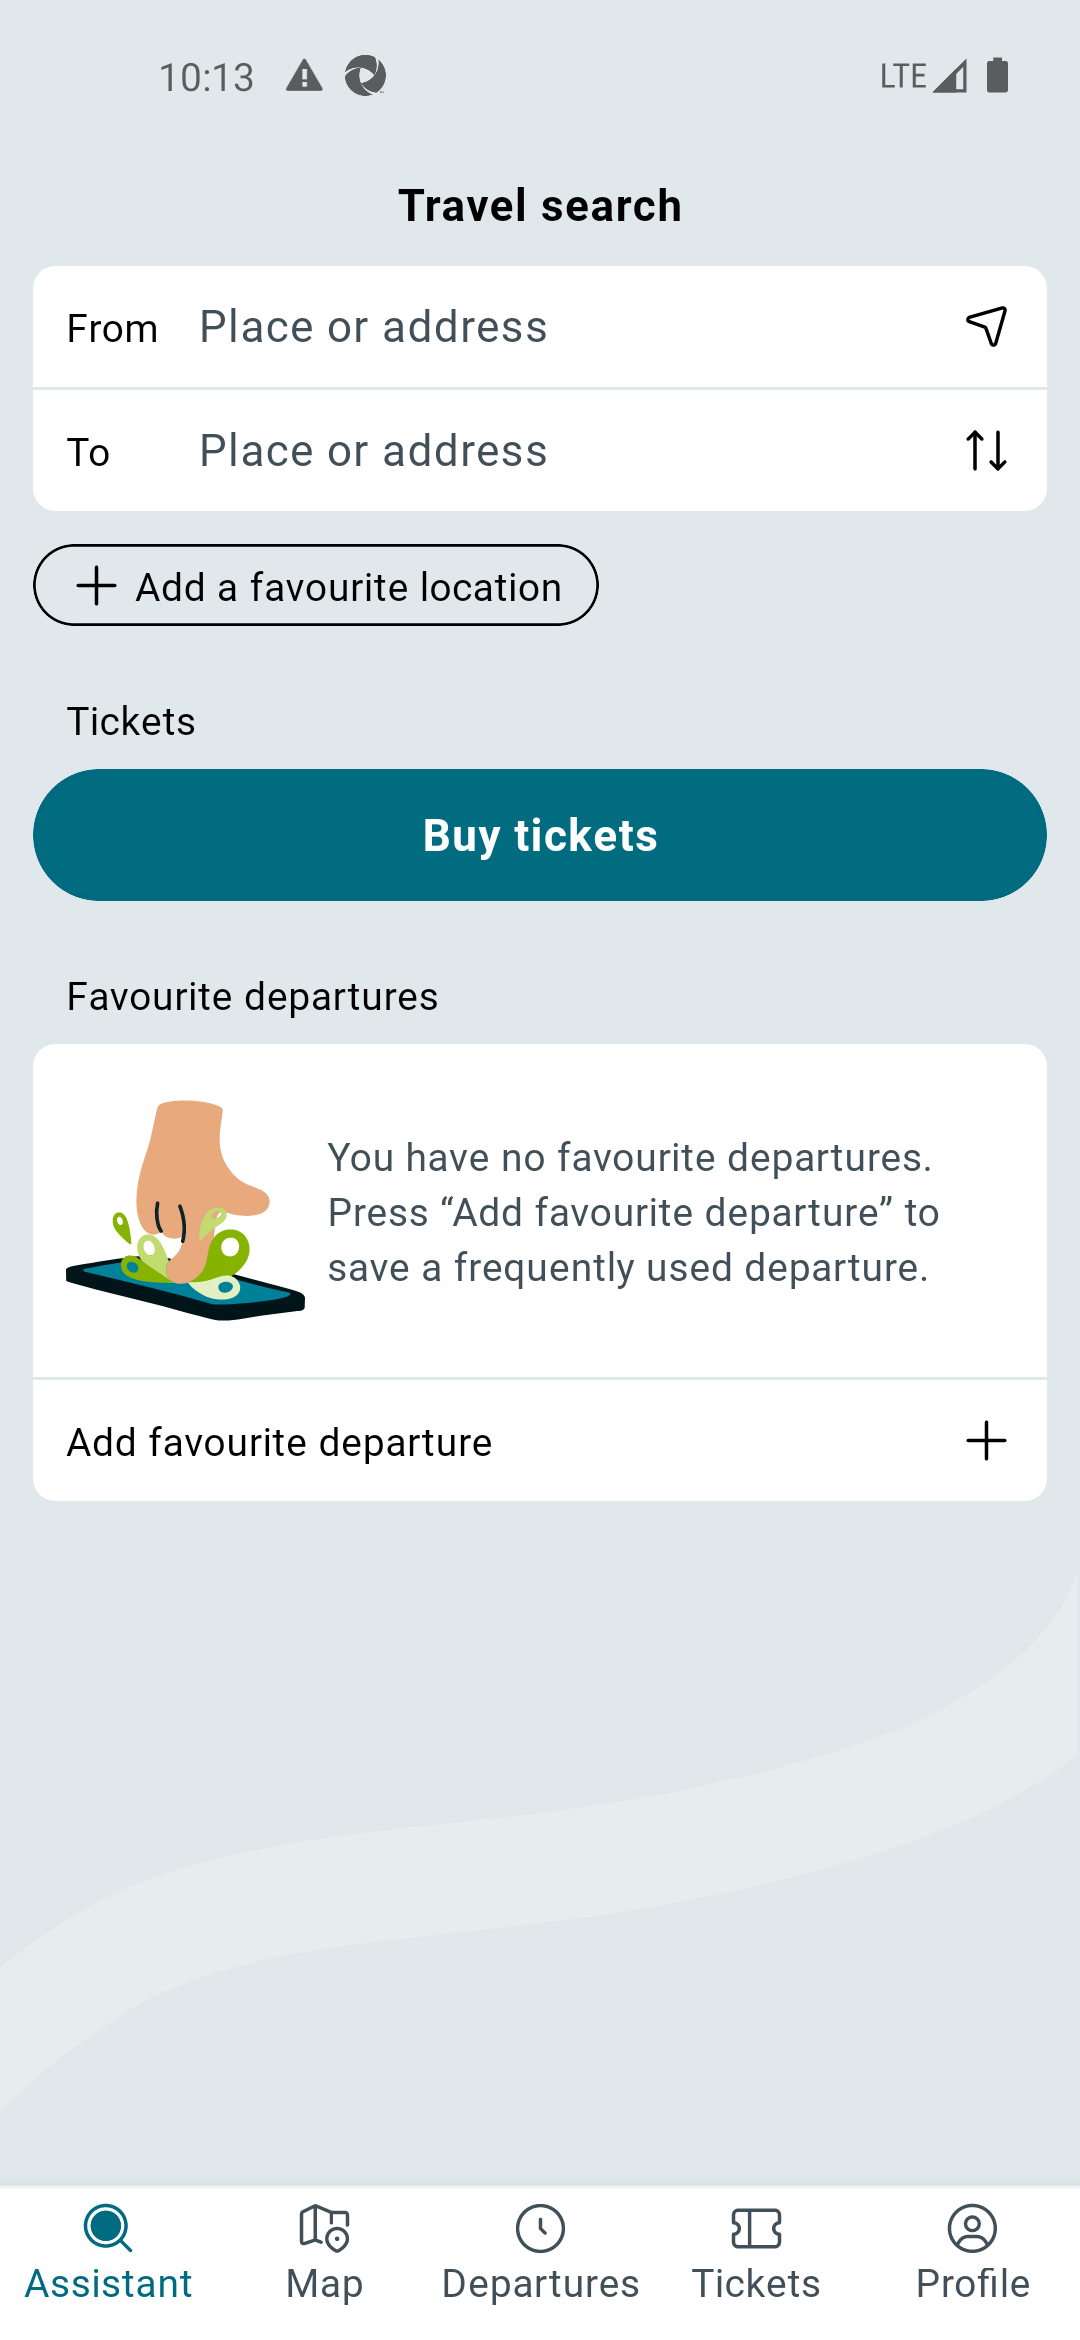 10:13
LTE
Travel search
From Place or address
To Place or address
Add a favourite location
Tickets
Buy tickets
Favourite departures
You have no favourite departures.
Press “Add favourite departure” to
save a frequently used departure.
Add favourite departure
Assistant Map Departures Tickets Profile